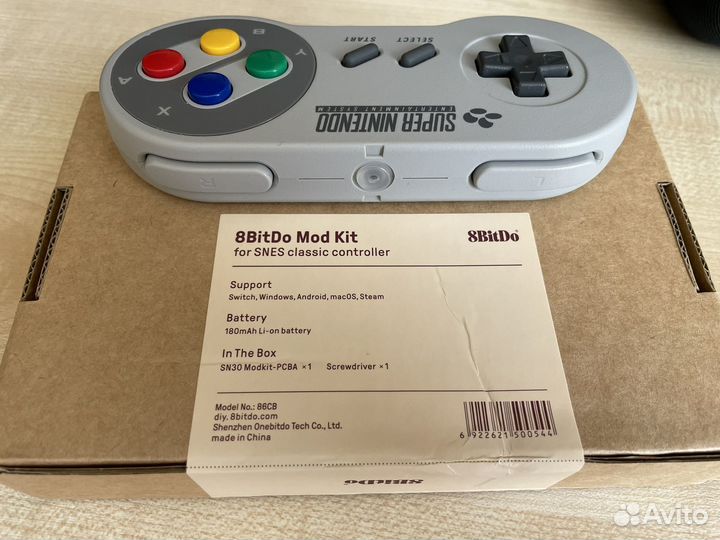 B
Y
A
X
START
SELECT
SUPER NINTENDO
ENTERTAINMENT SYSTEM
R
L
8BitDo Mod Kit
for SNES classic controller
8BitDo
Support
Switch, Windows, Android, macOS, Steam
Battery
180mAh Li-on battery
In The Box
SN30 Modkit-PCBA ×1 Screwdriver ×1
Model No.: 86CB
diy.8bitdo.com
Shenzhen Onebitdo Tech Co., Ltd.
made in China
6 922621 500544
8BitDo
Avito